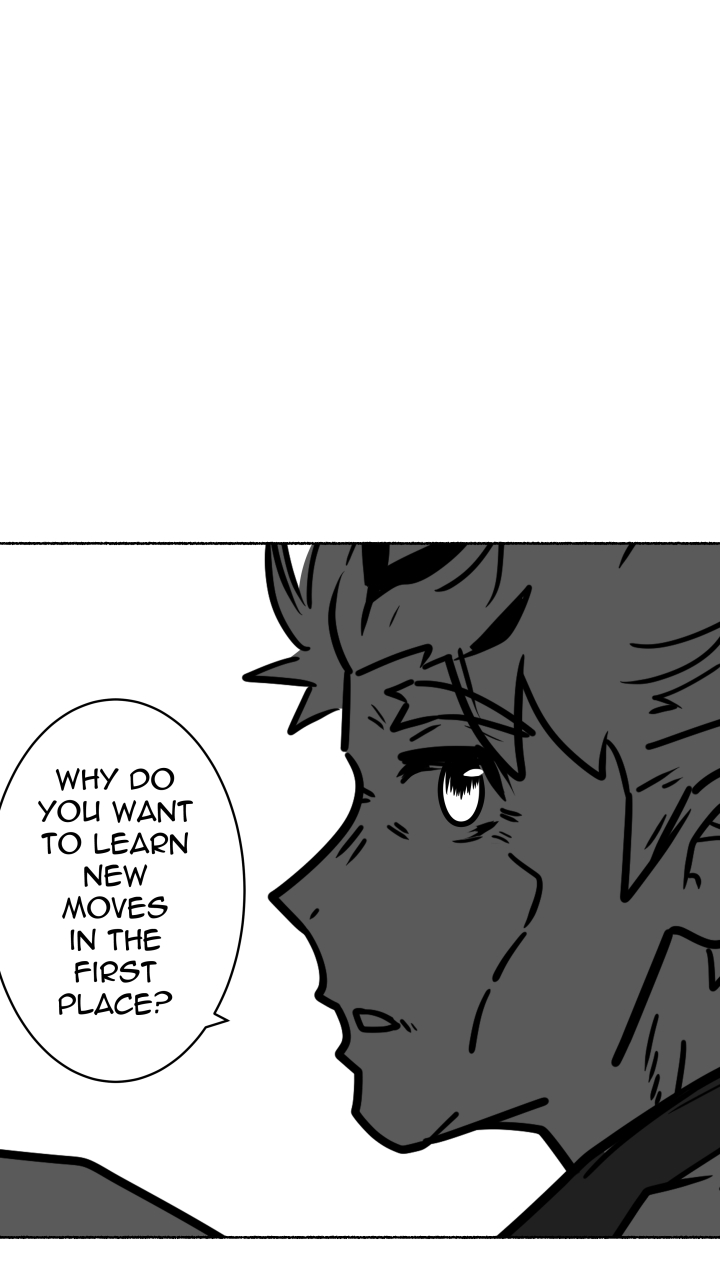 WHY DO
YOU WANT
TO LEARN
NEW
MOVES
IN THE
FIRST
PLACE?